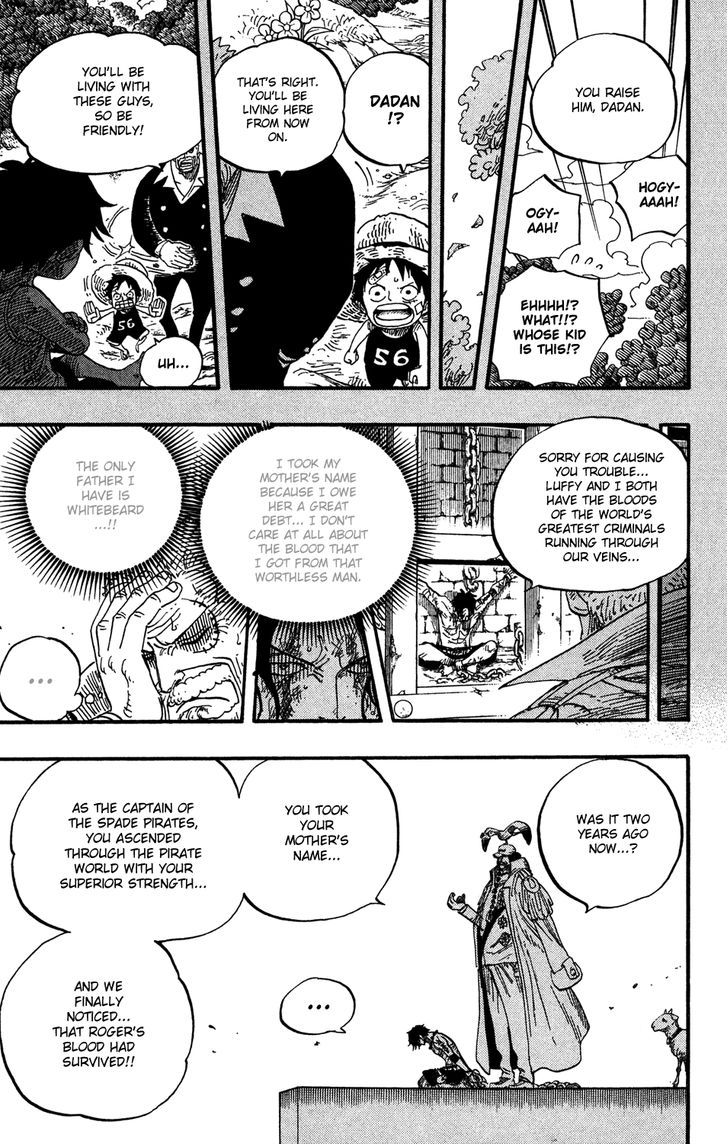 YOU RAISE
HIM, DADAN.
HOGY-
AAAH!
OGY-
AAH!
EHHHH!?
WHAT!!?
WHOSE KID
IS THIS!?
DADAN
!?
THAT'S RIGHT.
YOU'LL BE
LIVING HERE
FROM NOW
ON.
56
YOU'LL BE
LIVING WITH
THESE GUYS,
SO BE
FRIENDLY!
56
UH...
SORRY FOR CAUSING
YOU TROUBLE...
LUFFY AND I BOTH
HAVE THE BLOODS
OF THE WORLD'S
GREATEST CRIMINALS
RUNNING THROUGH
OUR VEINS...
I TOOK MY
MOTHER'S NAME
BECAUSE I OWE
HER A GREAT
DEBT... I DON'T
CARE AT ALL ABOUT
THE BLOOD THAT
I GOT FROM THAT
WORTHLESS MAN.
THE ONLY
FATHER I
HAVE IS
WHITEBEARD
...!!
...
WAS IT TWO
YEARS AGO
NOW...?
YOU TOOK
YOUR
MOTHER'S
NAME...
AS THE CAPTAIN OF
THE SPADE PIRATES,
YOU ASCENDED
THROUGH THE PIRATE
WORLD WITH YOUR
SUPERIOR STRENGTH...
AND WE
FINALLY
NOTICED...
THAT ROGER'S
BLOOD HAD
SURVIVED!!
...